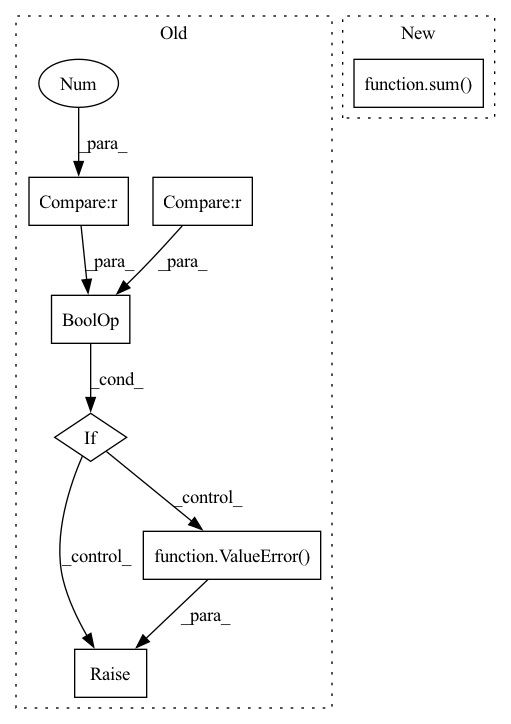 Old
New
Num
function.sum()
_para_
Compare:r
Compare:r
_para_
_para_
BoolOp
_cond_
If
_control_
_control_
function.ValueError()
_para_
Raise